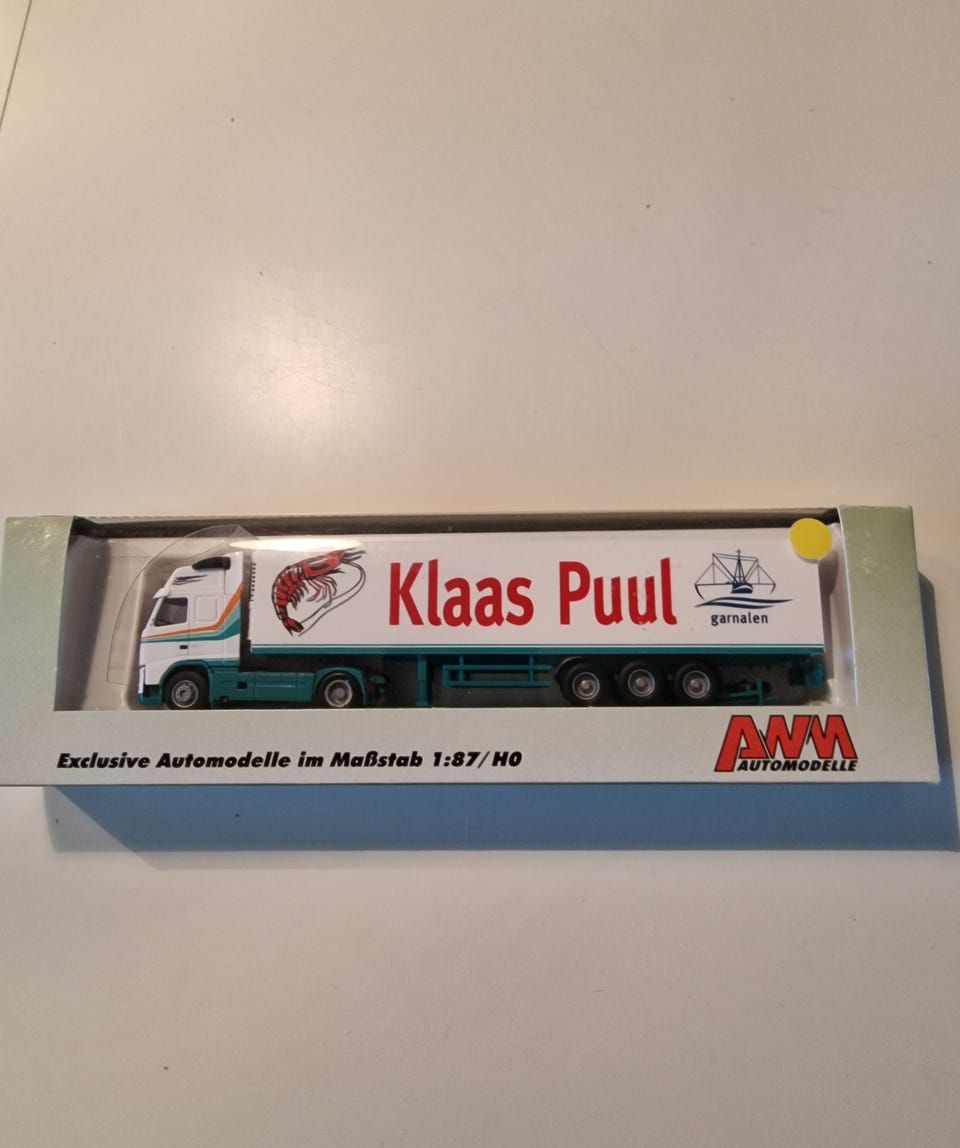 Klaas Puul
garnalen
Exclusive Automodelle im Maßstab 1:87/H0
AWM
AUTOMODELLE